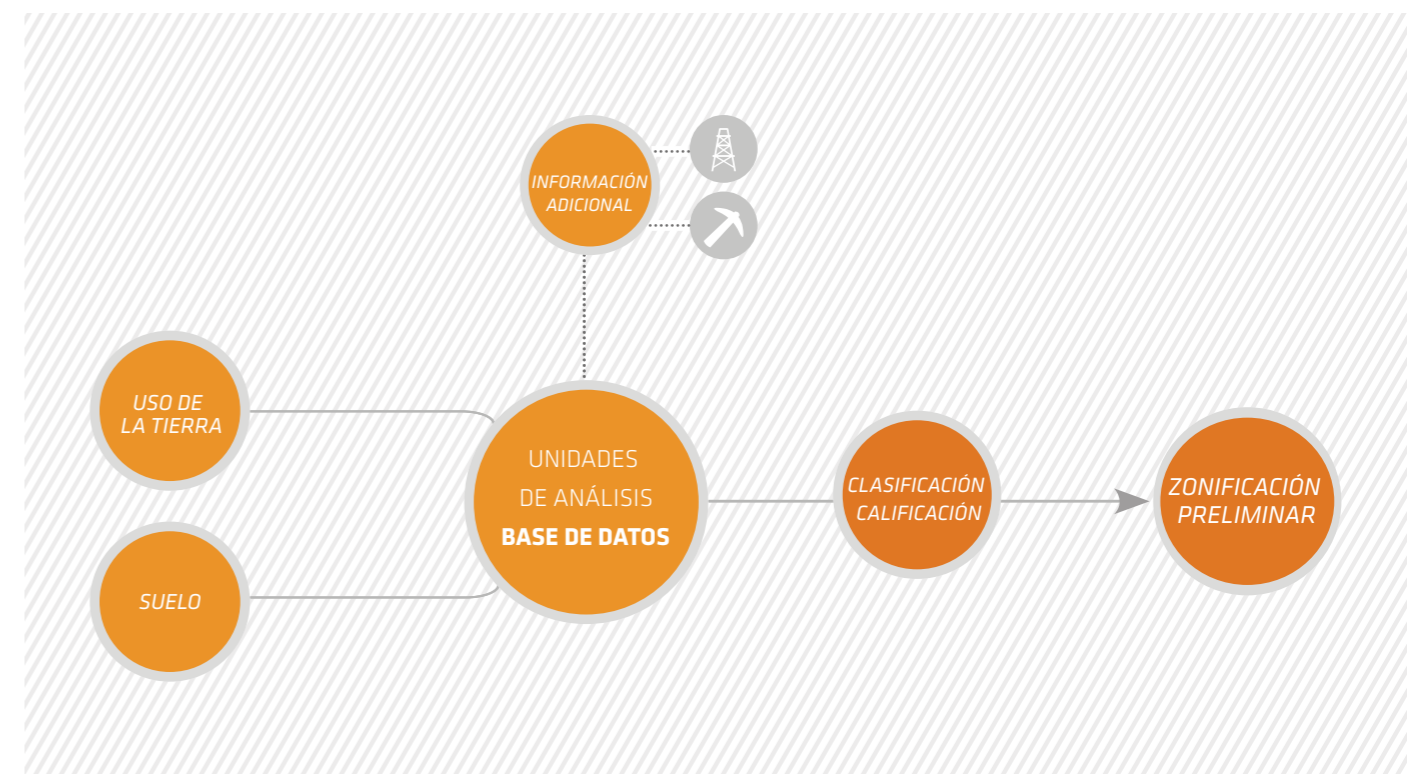 INFORMACIÓN
ADICIONAL
USO DE
LA TIERRA
SUELO
UNIDADES
DE ANÁLISIS
BASE DE DATOS
CLASIFICACIÓN
CALIFICACIÓN
ZONIFICACIÓN
PRELIMINAR